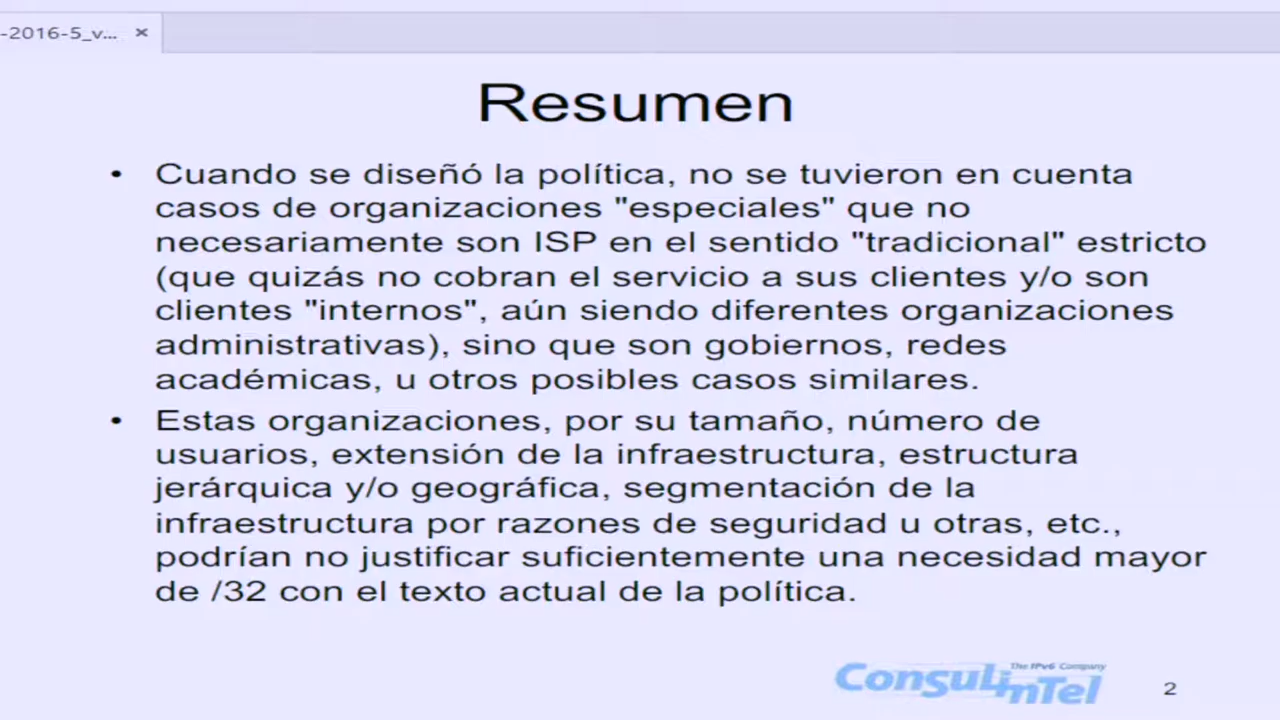 -2016-5_v... ×
Resumen
• Cuando se diseñó la política, no se tuvieron en cuenta
casos de organizaciones "especiales" que no
necesariamente son ISP en el sentido "tradicional" estricto
(que quizás no cobran el servicio a sus clientes y/o son
clientes "internos", aún siendo diferentes organizaciones
administrativas), sino que son gobiernos, redes
académicas, u otros posibles casos similares.
• Estas organizaciones, por su tamaño, número de
usuarios, extensión de la infraestructura, estructura
jerárquica y/o geográfica, segmentación de la
infraestructura por razones de seguridad u otras, etc.,
podrían no justificar suficientemente una necesidad mayor
de /32 con el texto actual de la política.
The IPv6 Company
Consulintel
2